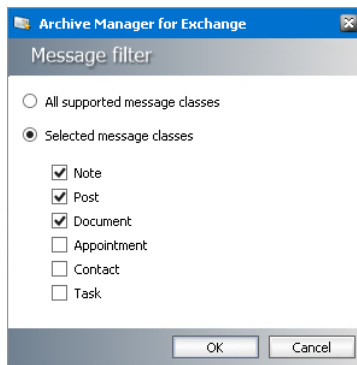 Archive Manager for Exchange
Message filter
All supported message classes
Selected message classes
Note
Post
Document
Appointment
Contact
Task
OK Cancel